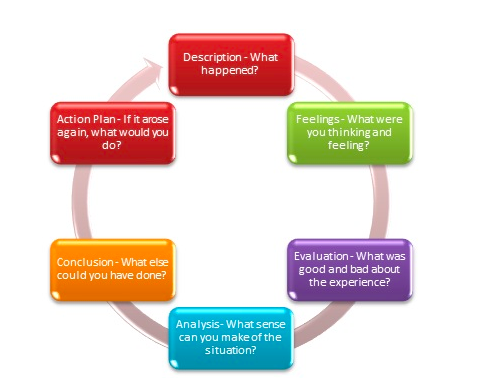 Description - What
happened?
Feelings - What were
you thinking and
feeling?
Evaluation - What was
good and bad about
the experience?
Analysis- What sense
can you make of the
situation?
Conclusion - What else
could you have done?
Action Plan - If it arose
again, what would you
do?